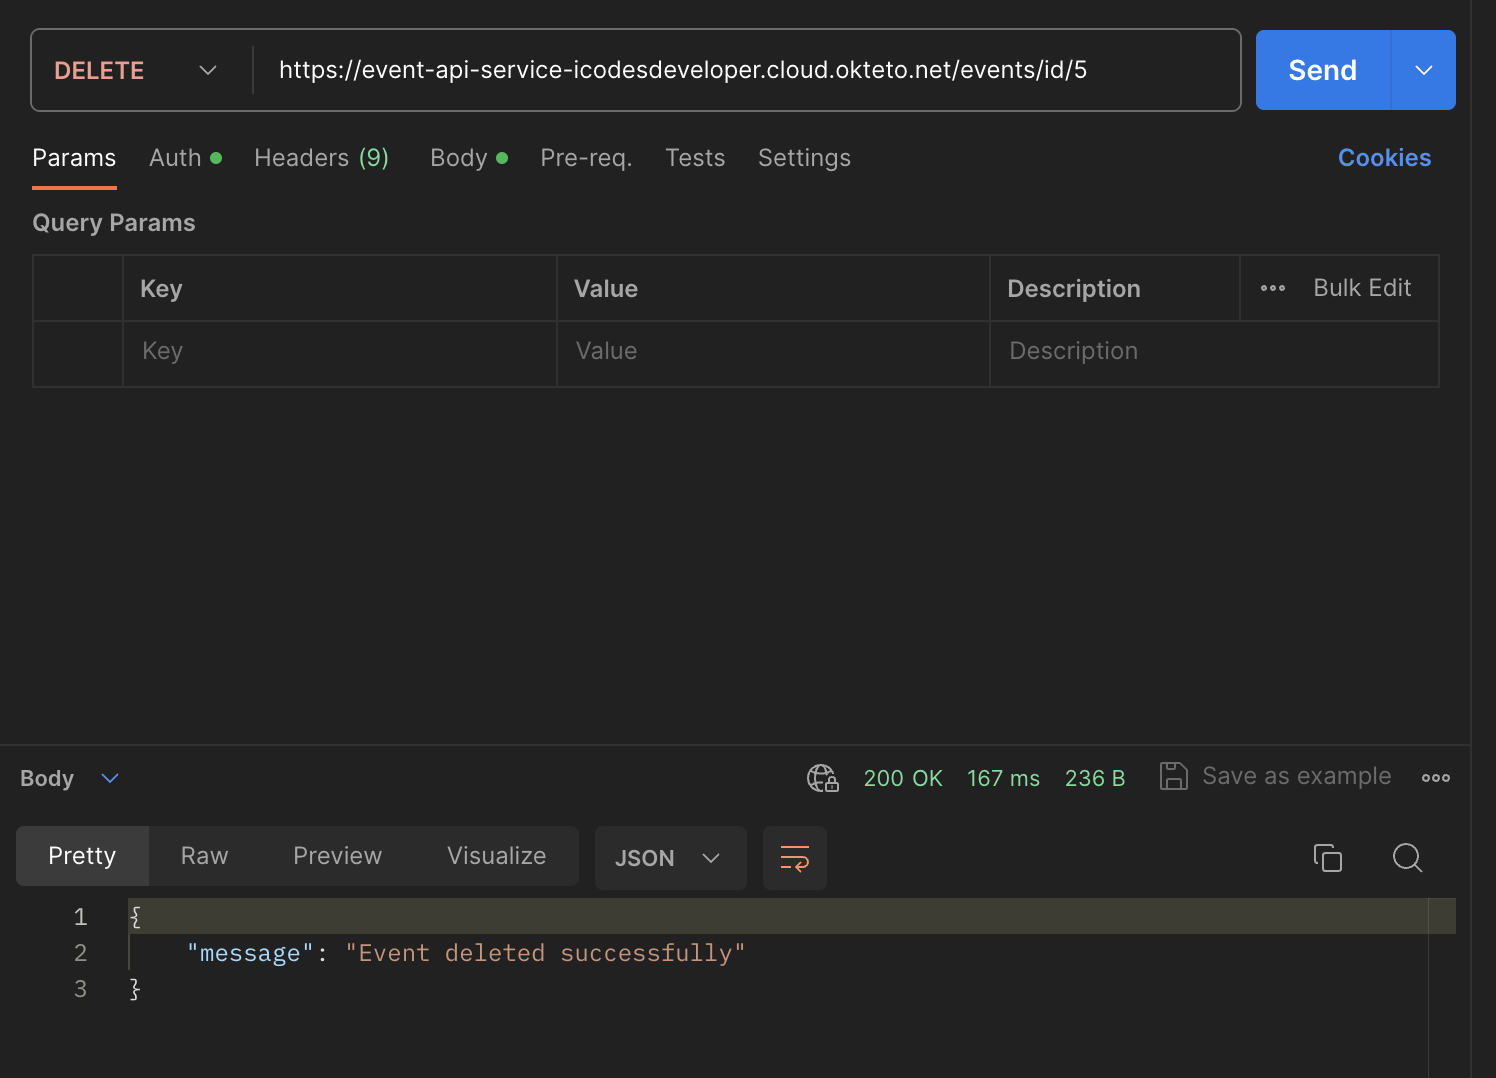 DELETE https://event-api-service-icodesdeveloper.cloud.okteto.net/events/id/5 Send
Params Auth Headers (9) Body Pre-req. Tests Settings Cookies
Query Params
Key Value Description Bulk Edit
Key Value Description
Body 200 OK 167 ms 236 B Save as example
Pretty Raw Preview Visualize JSON
1 {
2 "message": "Event deleted successfully"
3 }